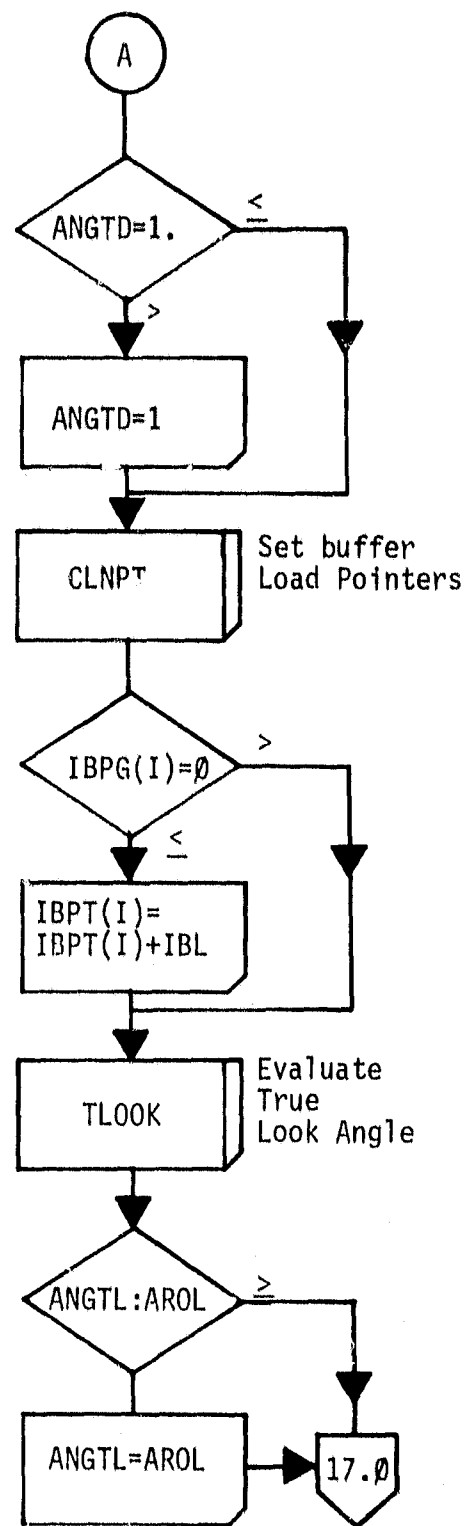 A
≤
ANGTD=1.
>
ANGTD=1
CLNPT
Set buffer
Load Pointers
>
IBPG(I)=Ø
≤
IBPT(I)=
IBPT(I)+IBL
TLOOK
Evaluate
True
Look Angle
≥
ANGTL:AROL
ANGTL=AROL
17.Ø